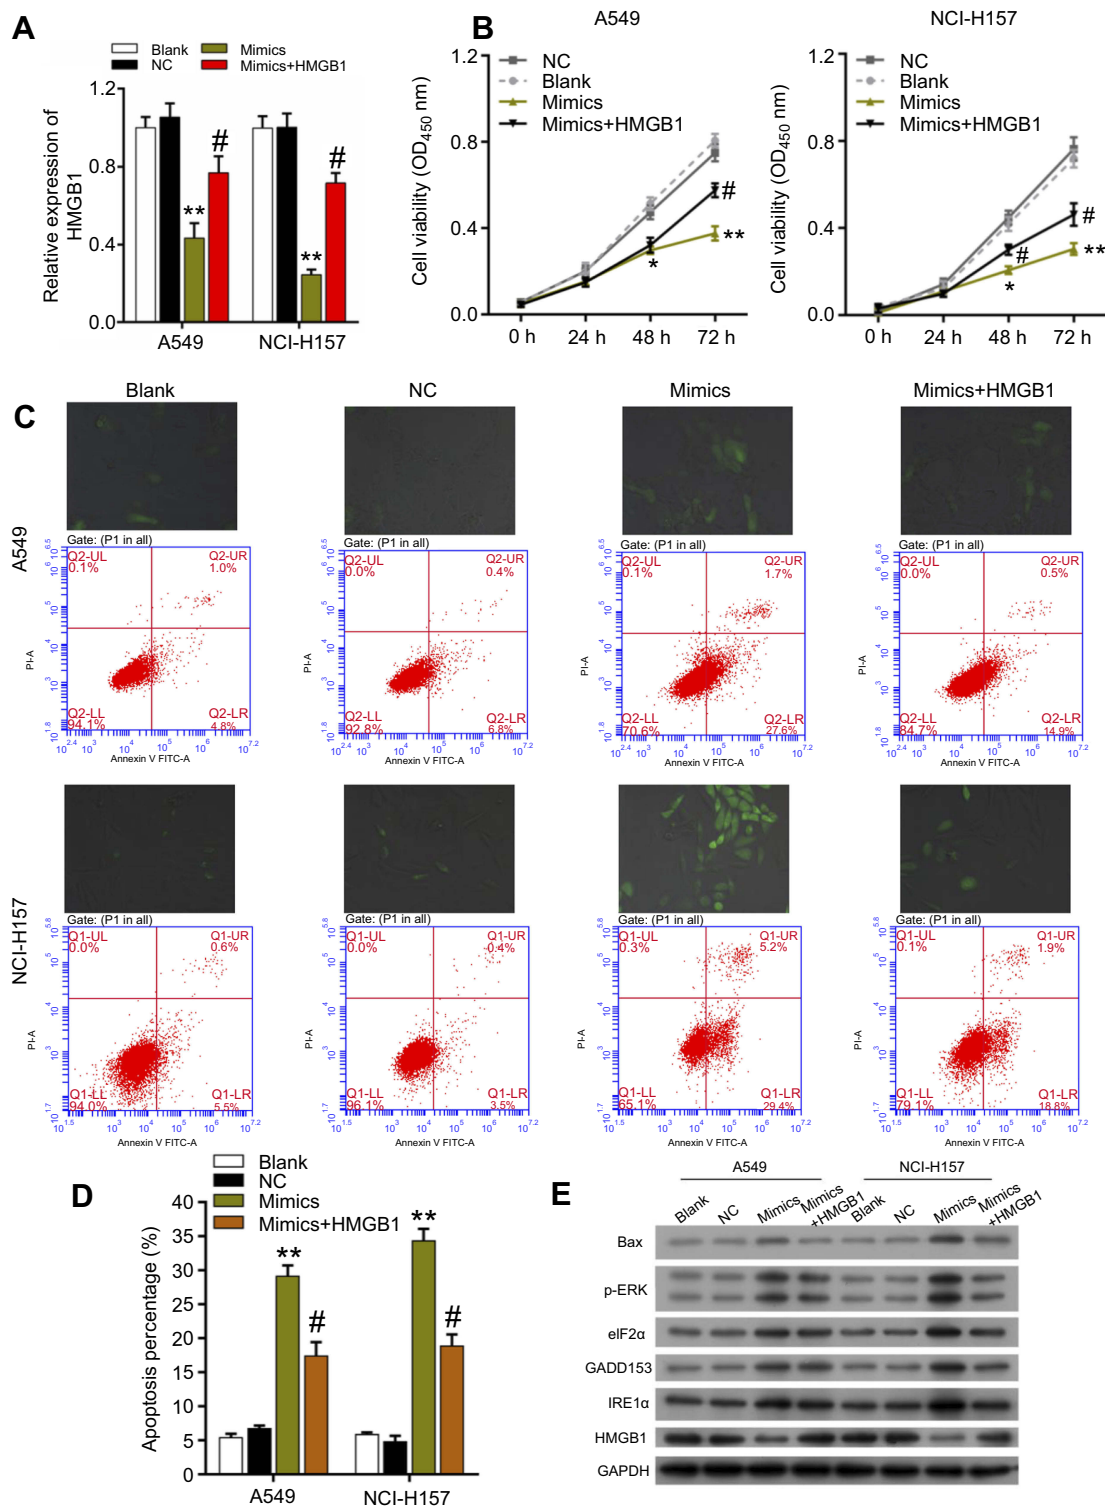 A
Blank
Mimics
NC
Mimics+HMGB1
Relative expression of
HMGB1
1.2
0.8
0.4
0.0
**
#
**
#
A549
NCI-H157
B
A549
NC
Blank
Mimics
Mimics+HMGB1
Cell viability (OD450 nm)
1.2
0.8
0.4
0.0
#
**
*
0 h
24 h
48 h
72 h
NCI-H157
NC
Blank
Mimics
Mimics+HMGB1
Cell viability (OD450 nm)
1.2
0.8
0.4
0.0
#
#
**
*
0 h
24 h
48 h
72 h
C
Blank
NC
Mimics
Mimics+HMGB1
A549
Gate: (P1 in all)
Q2-UL
0.1%
Q2-UR
1.0%
Q2-LL
94.1%
Q2-LR
4.8%
PI-A
Annexin V FITC-A
Gate: (P1 in all)
Q2-UL
0.0%
Q2-UR
0.4%
Q2-LL
92.8%
Q2-LR
6.8%
PI-A
Annexin V FITC-A
Gate: (P1 in all)
Q2-UL
0.1%
Q2-UR
1.7%
Q2-LL
70.6%
Q2-LR
27.6%
PI-A
Annexin V FITC-A
Gate: (P1 in all)
Q2-UL
0.0%
Q2-UR
0.5%
Q2-LL
84.7%
Q2-LR
14.9%
PI-A
Annexin V FITC-A
NCI-H157
Gate: (P1 in all)
Q1-UL
0.0%
Q1-UR
0.6%
Q1-LL
94.0%
Q1-LR
5.5%
PI-A
Annexin V FITC-A
Gate: (P1 in all)
Q1-UL
0.0%
Q1-UR
0.4%
Q1-LL
96.1%
Q1-LR
3.5%
PI-A
Annexin V FITC-A
Gate: (P1 in all)
Q1-UL
0.3%
Q1-UR
5.2%
Q1-LL
65.1%
Q1-LR
29.4%
PI-A
Annexin V FITC-A
Gate: (P1 in all)
Q1-UL
0.1%
Q1-UR
1.9%
Q1-LL
79.1%
Q1-LR
18.8%
PI-A
Annexin V FITC-A
D
Blank
NC
Mimics
Mimics+HMGB1
Apoptosis percentage (%)
40
35
30
25
20
15
10
5
0
**
#
**
#
A549
NCI-H157
E
A549
NCI-H157
Blank
NC
Mimics
Mimics
+HMGB1
Blank
NC
Mimics
Mimics
+HMGB1
Bax
p-ERK
eIF2α
GADD153
IRE1α
HMGB1
GAPDH